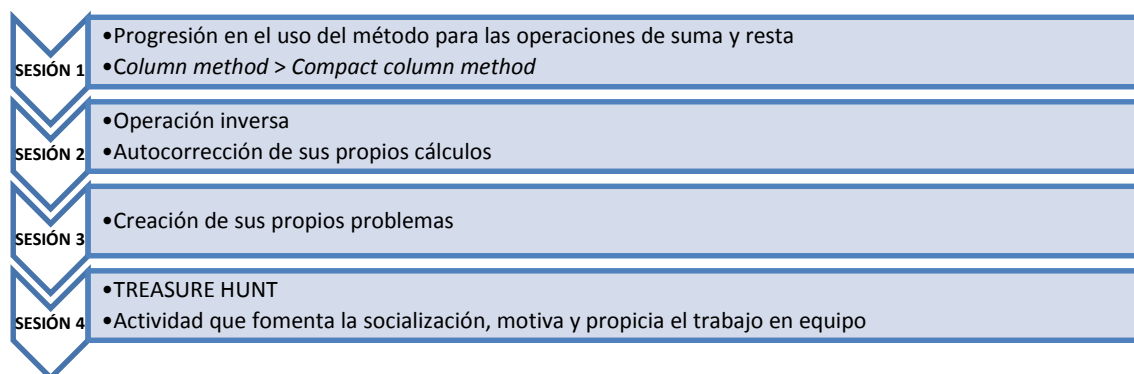 SESIÓN 1
•Progresión en el uso del método para las operaciones de suma y resta
•Column method > Compact column method
SESIÓN 2
•Operación inversa
•Autocorrección de sus propios cálculos
SESIÓN 3
•Creación de sus propios problemas
SESIÓN 4
•TREASURE HUNT
•Actividad que fomenta la socialización, motiva y propicia el trabajo en equipo